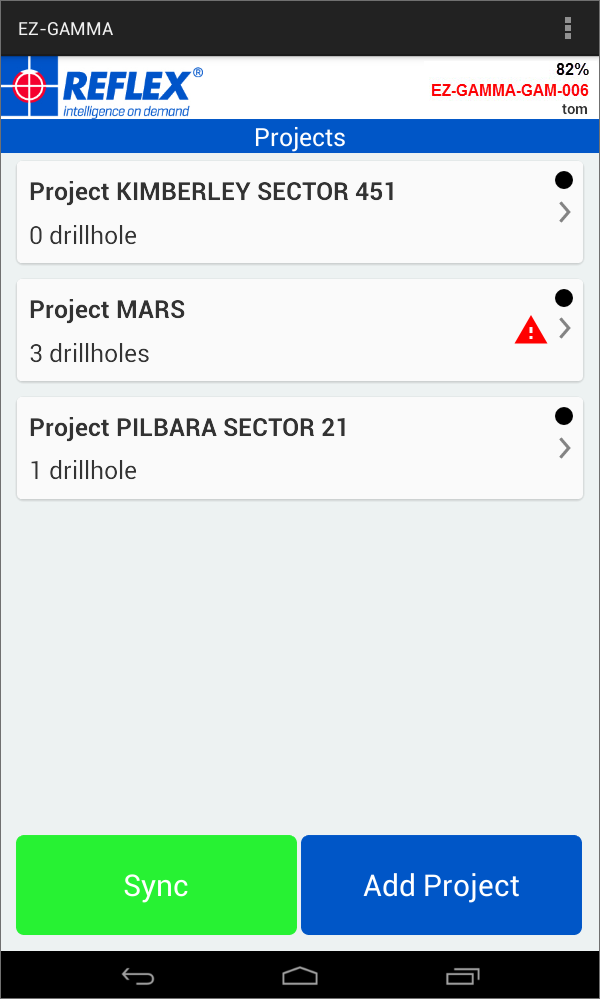 EZ-GAMMA
REFLEX®
intelligence on demand
82%
EZ-GAMMA-GAM-006
tom
Projects
Project KIMBERLEY SECTOR 451
0 drillhole
Project MARS
3 drillholes
Project PILBARA SECTOR 21
1 drillhole
Sync
Add Project